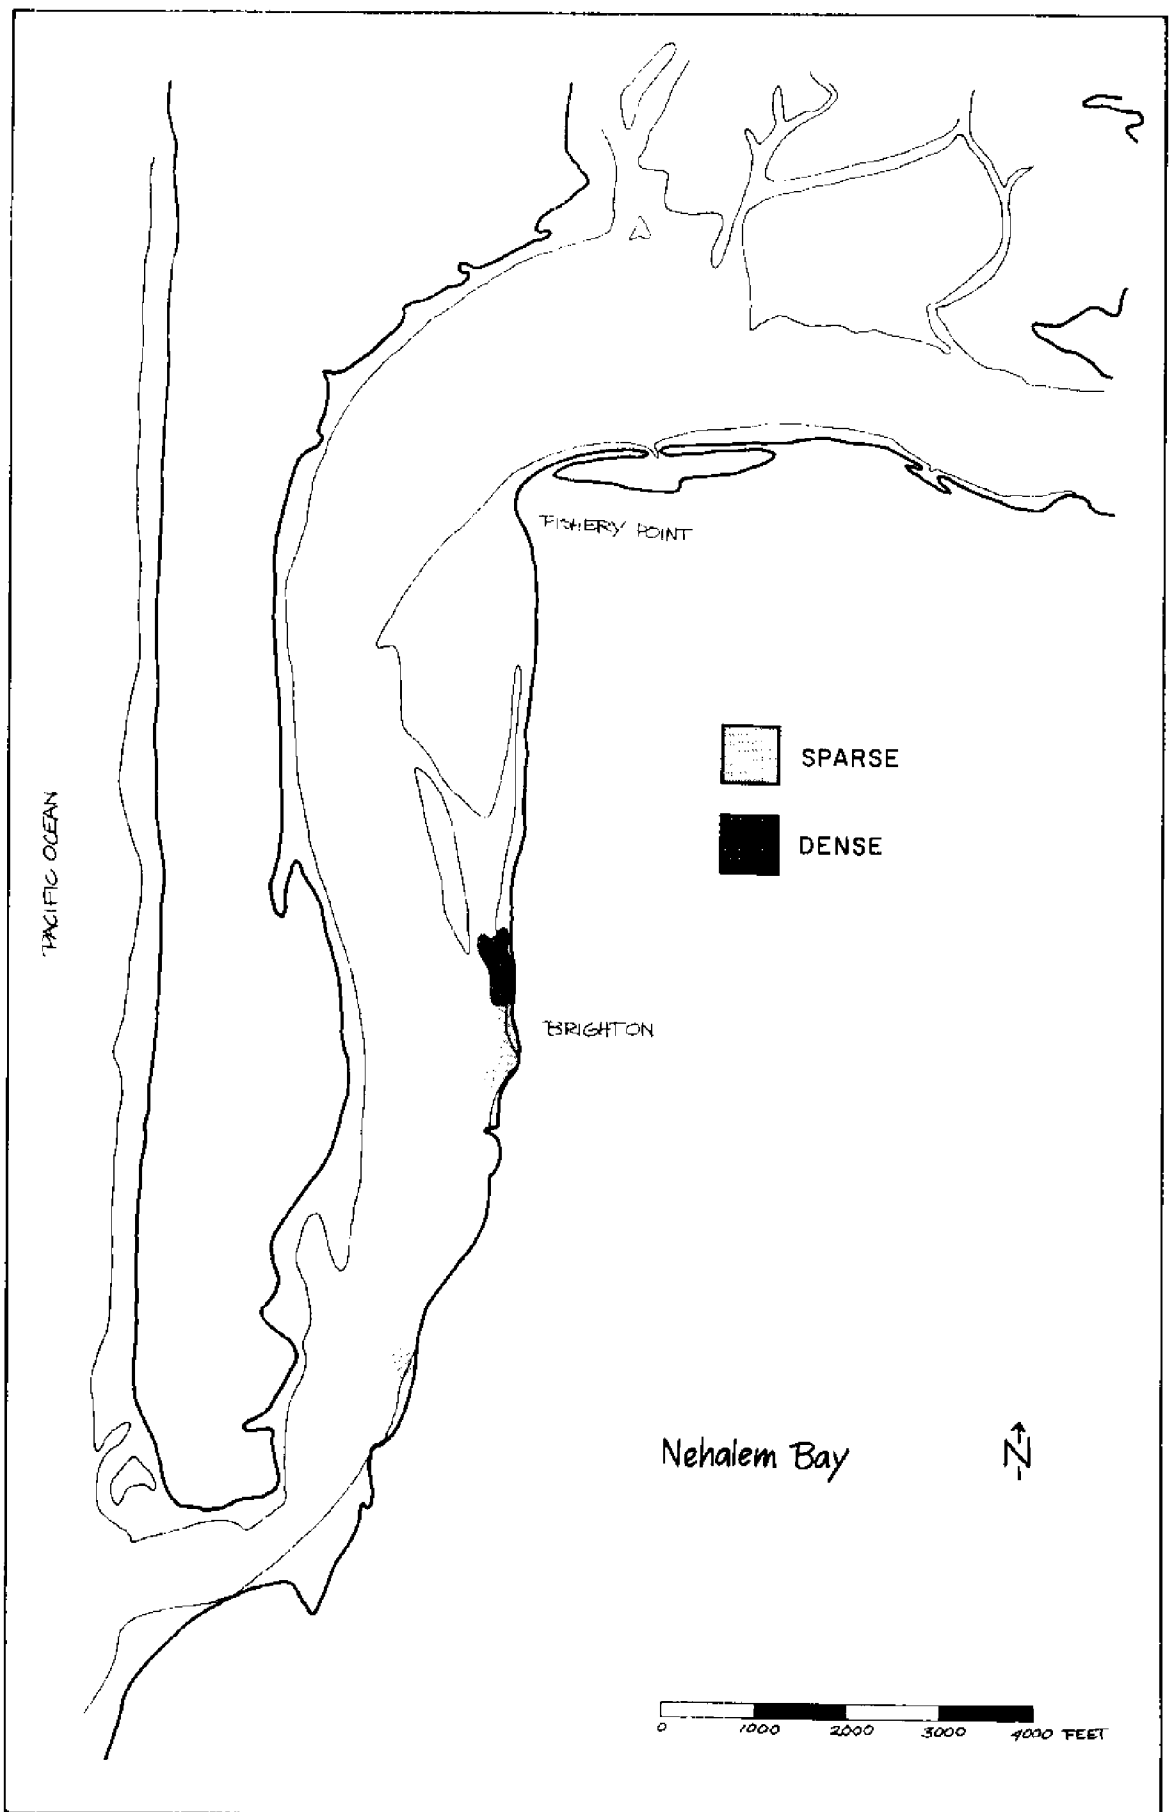 FISHERY POINT
SPARSE
DENSE
PACIFIC OCEAN
BRIGHTON
Nehalem Bay
N
0 1000 2000 3000 4000 FEET